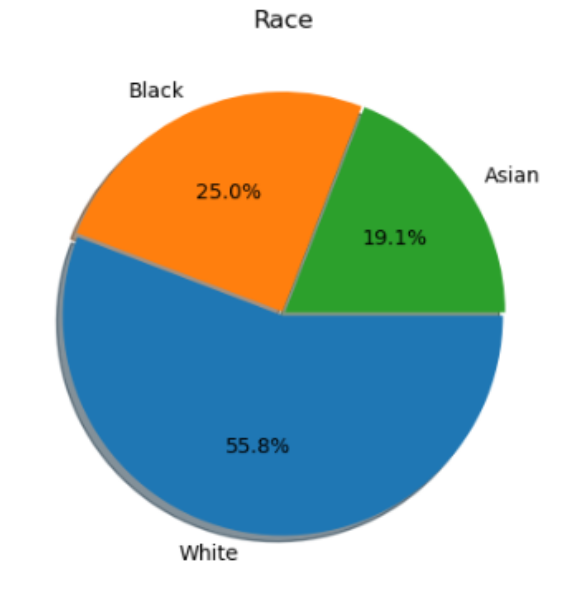 Race
Black
Asian
25.0%
19.1%
55.8%
White